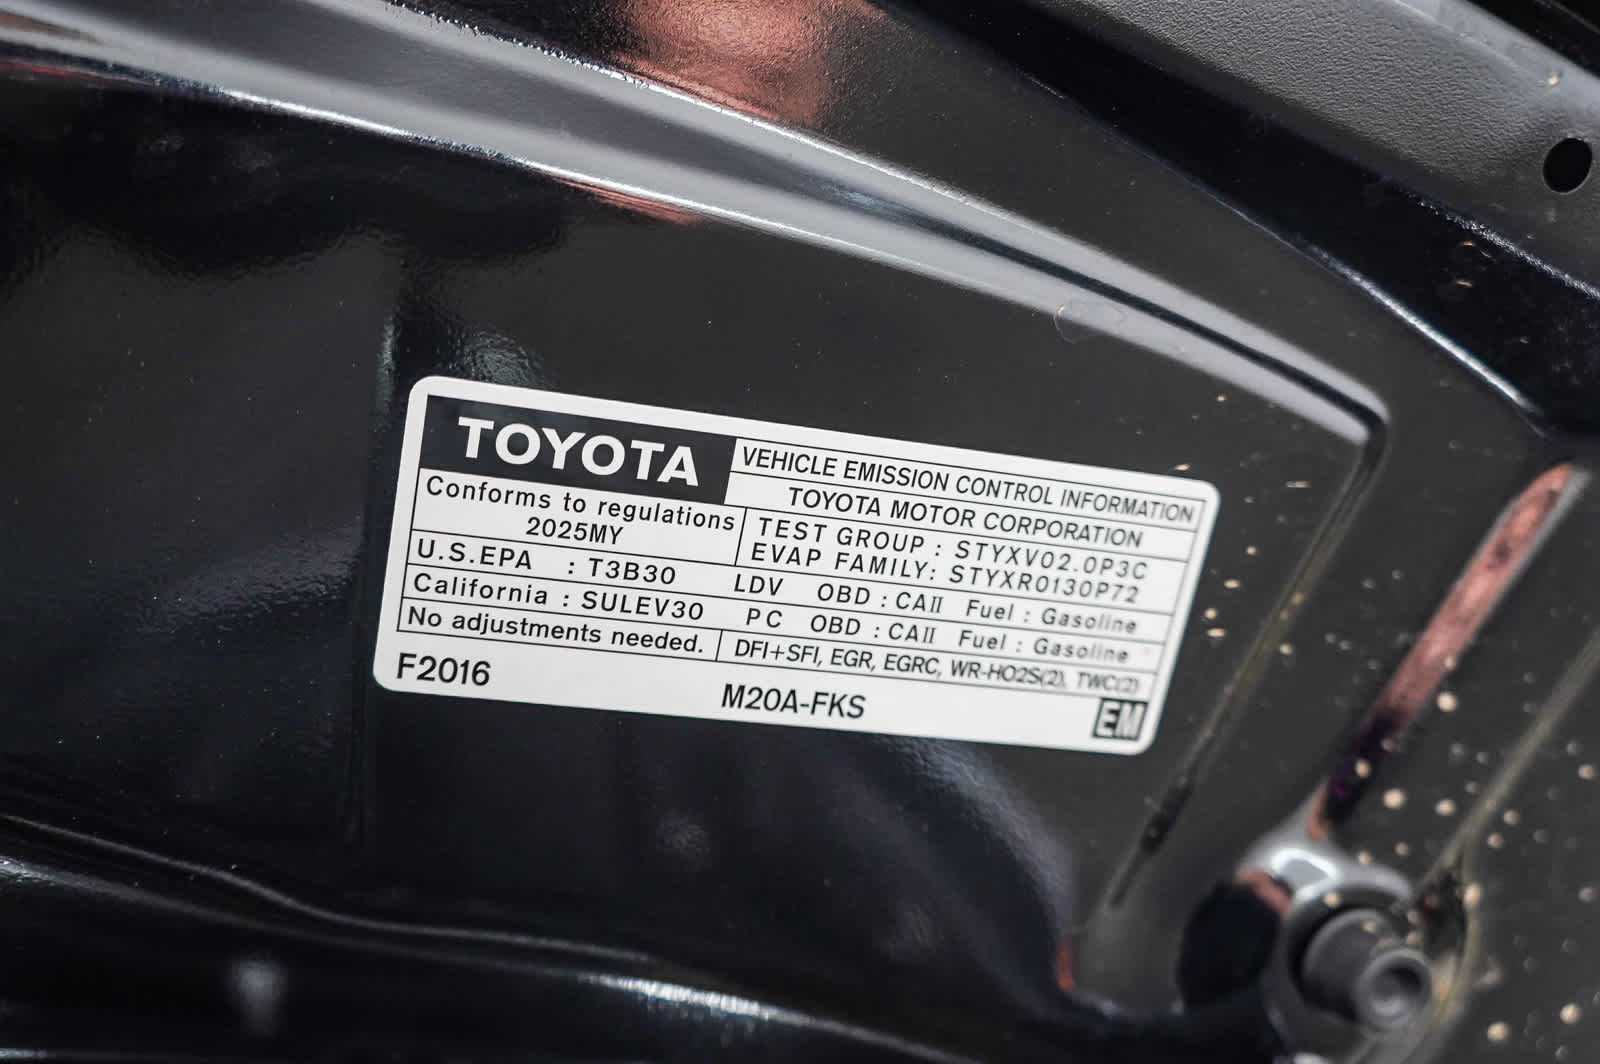 TOYOTA
VEHICLE EMISSION CONTROL INFORMATION
TOYOTA MOTOR CORPORATION
Conforms to regulations
2025MY
TEST GROUP : STYXV02.0P3C
EVAP FAMILY: STYXR0130P72
U.S.EPA : T3B30 LDV OBD : CAII Fuel : Gasoline
California : SULEV30 PC OBD : CAII Fuel : Gasoline
No adjustments needed. DFI+SFI, EGR, EGRC, WR-HO2S(2), TWC(2)
F2016 M20A-FKS EM